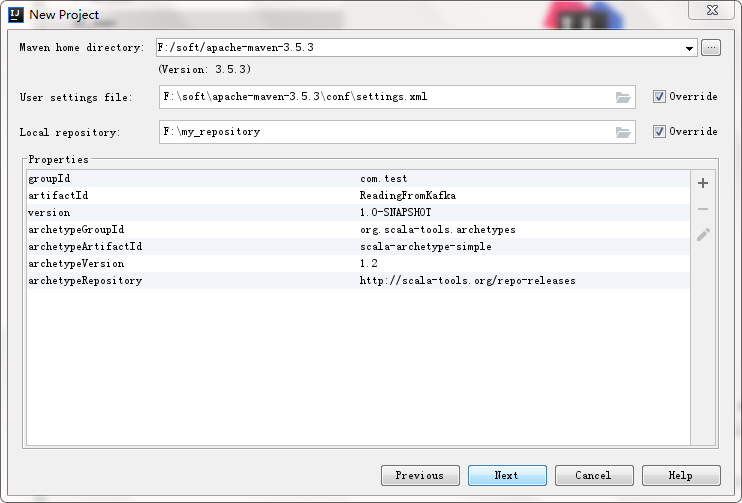 New Project
Maven home directory: F:/soft/apache-maven-3.5.3 ...
(Version: 3.5.3)
User settings file: F:\soft\apache-maven-3.5.3\conf\settings.xml Override
Local repository: F:\my_repository Override
Properties
groupId com.test
artifactId ReadingFromKafka
version 1.0-SNAPSHOT
archetypeGroupId org.scala-tools.archetypes
archetypeArtifactId scala-archetype-simple
archetypeVersion 1.2
archetypeRepository http://scala-tools.org/repo-releases
Previous Next Cancel Help